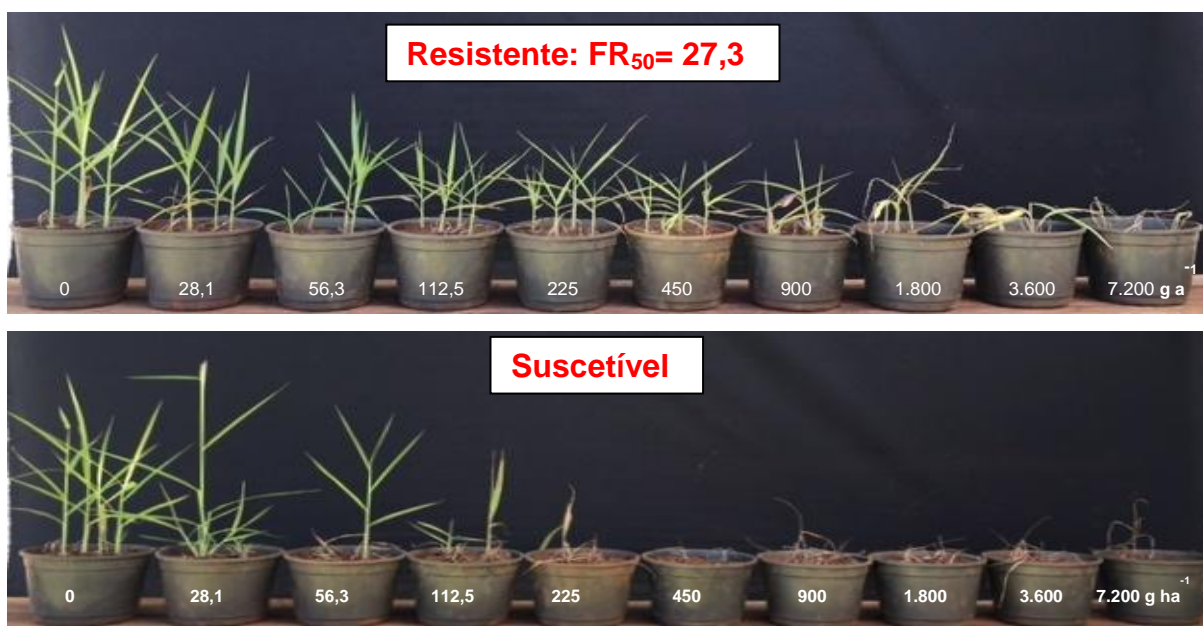 Resistente: FR50= 27,3
0 28,1 56,3 112,5 225 450 900 1.800 3.600 7.200 g a-1
Suscetível
0 28,1 56,3 112,5 225 450 900 1.800 3.600 7.200 g ha-1